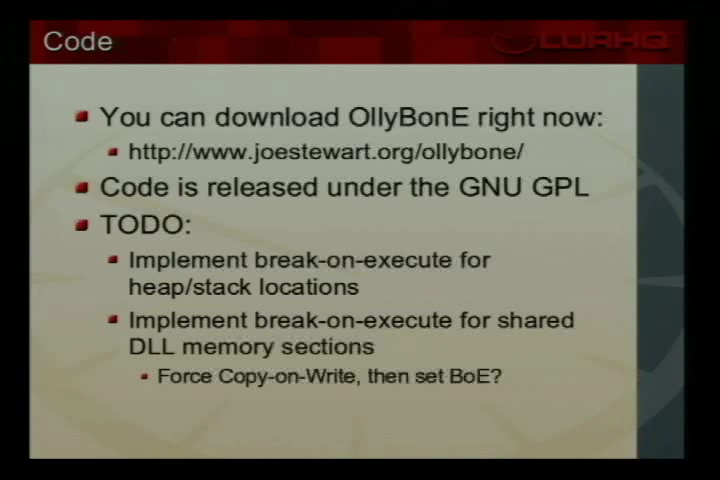 Code
LURHQ
You can download OllyBonE right now:
http://www.joestewart.org/ollybone/
Code is released under the GNU GPL
TODO:
Implement break-on-execute for
heap/stack locations
Implement break-on-execute for shared
DLL memory sections
Force Copy-on-Write, then set BoE?